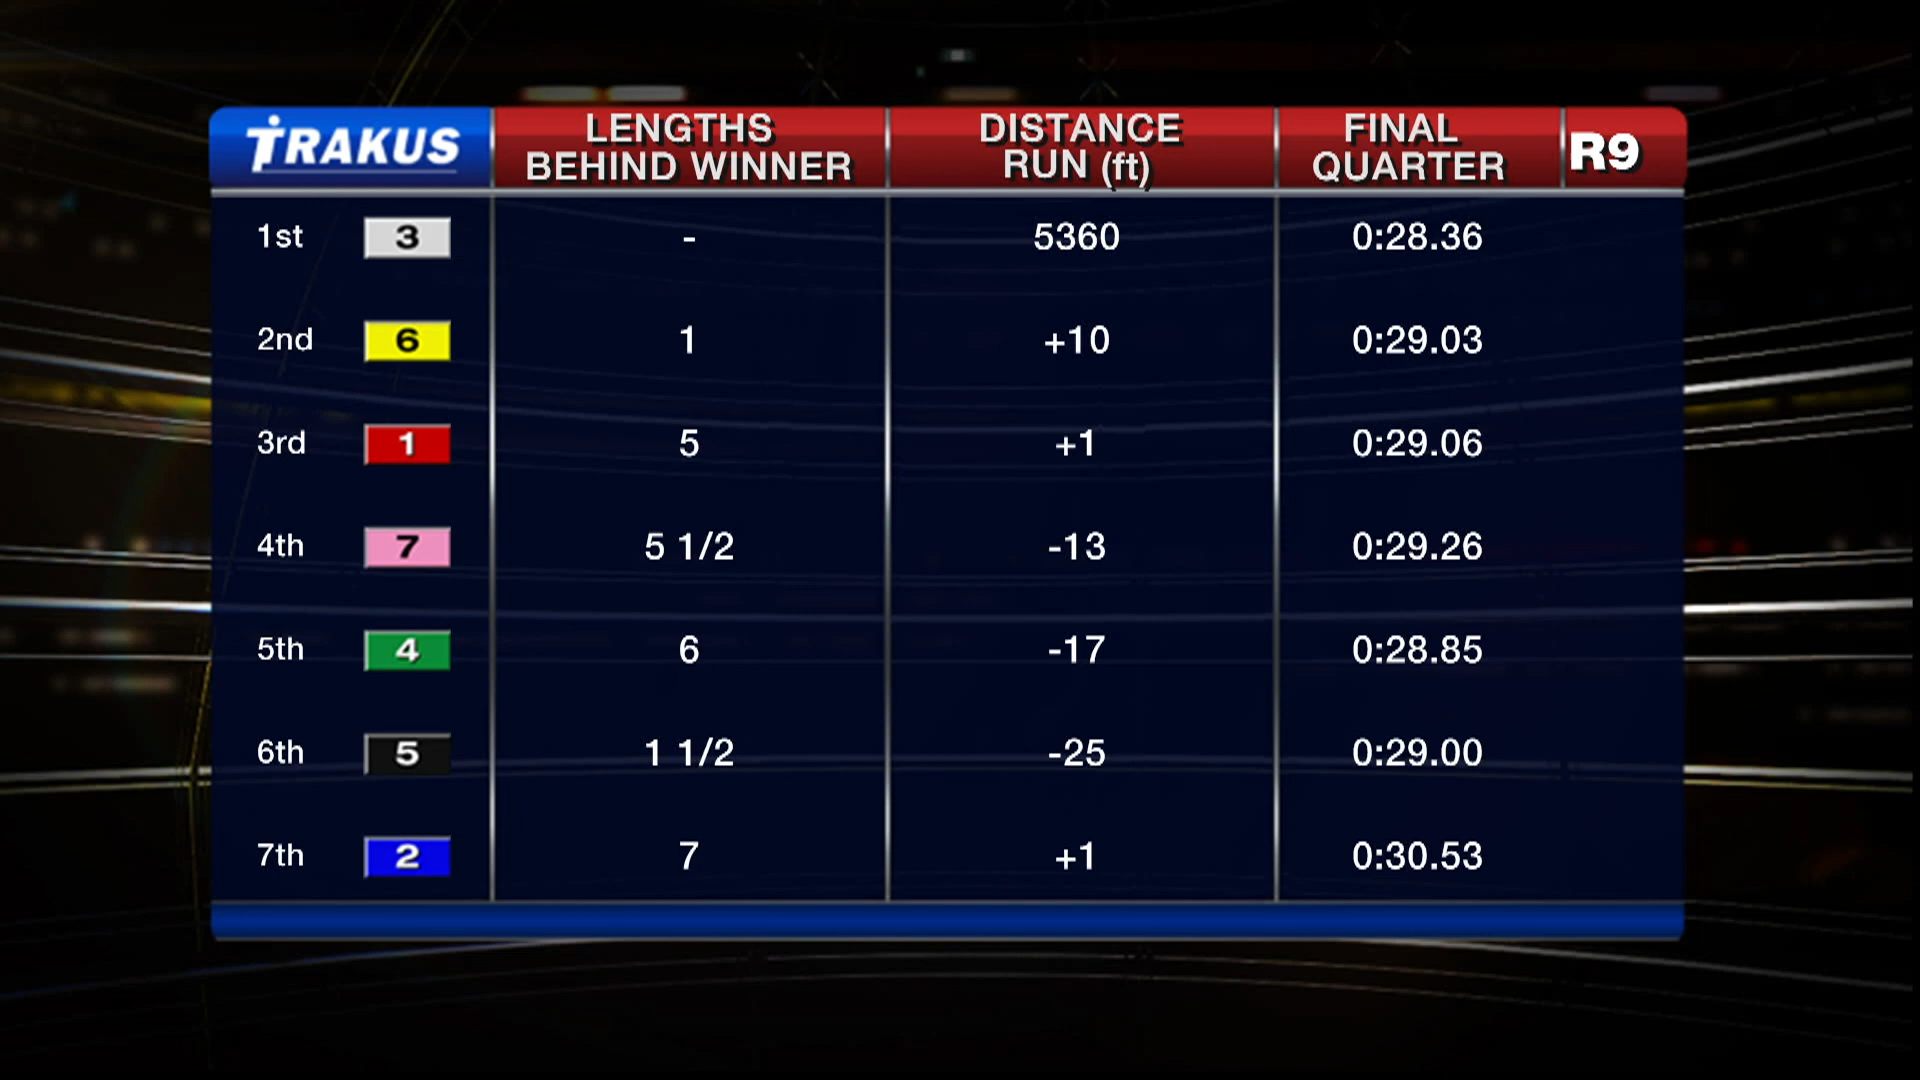 TRAKUS LENGTHS BEHIND WINNER DISTANCE RUN (ft) FINAL QUARTER R9
1st 3 - 5360 0:28.36
2nd 6 1 +10 0:29.03
3rd 1 5 +1 0:29.06
4th 7 5 1/2 -13 0:29.26
5th 4 6 -17 0:28.85
6th 5 1 1/2 -25 0:29.00
7th 2 7 +1 0:30.53